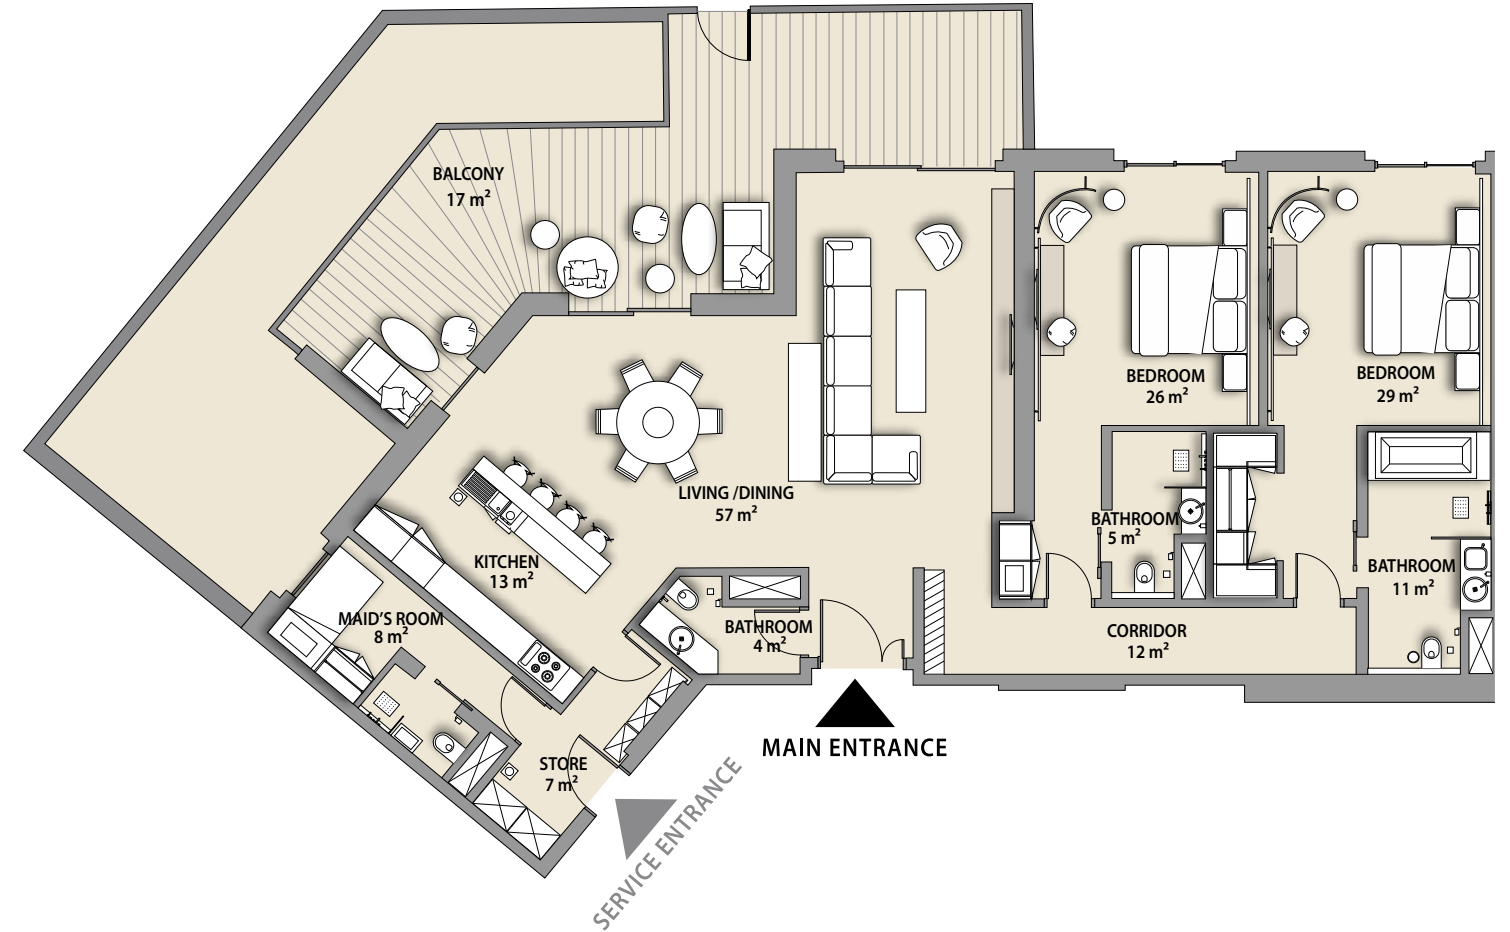 BALCONY
17 m²
BEDROOM
26 m²
BEDROOM
29 m²
LIVING /DINING
57 m²
BATHROOM
5 m²
KITCHEN
13 m²
BATHROOM
11 m²
MAID'S ROOM
8 m²
BATHROOM
4 m²
CORRIDOR
12 m²
MAIN ENTRANCE
STORE
7 m²
SERVICE ENTRANCE